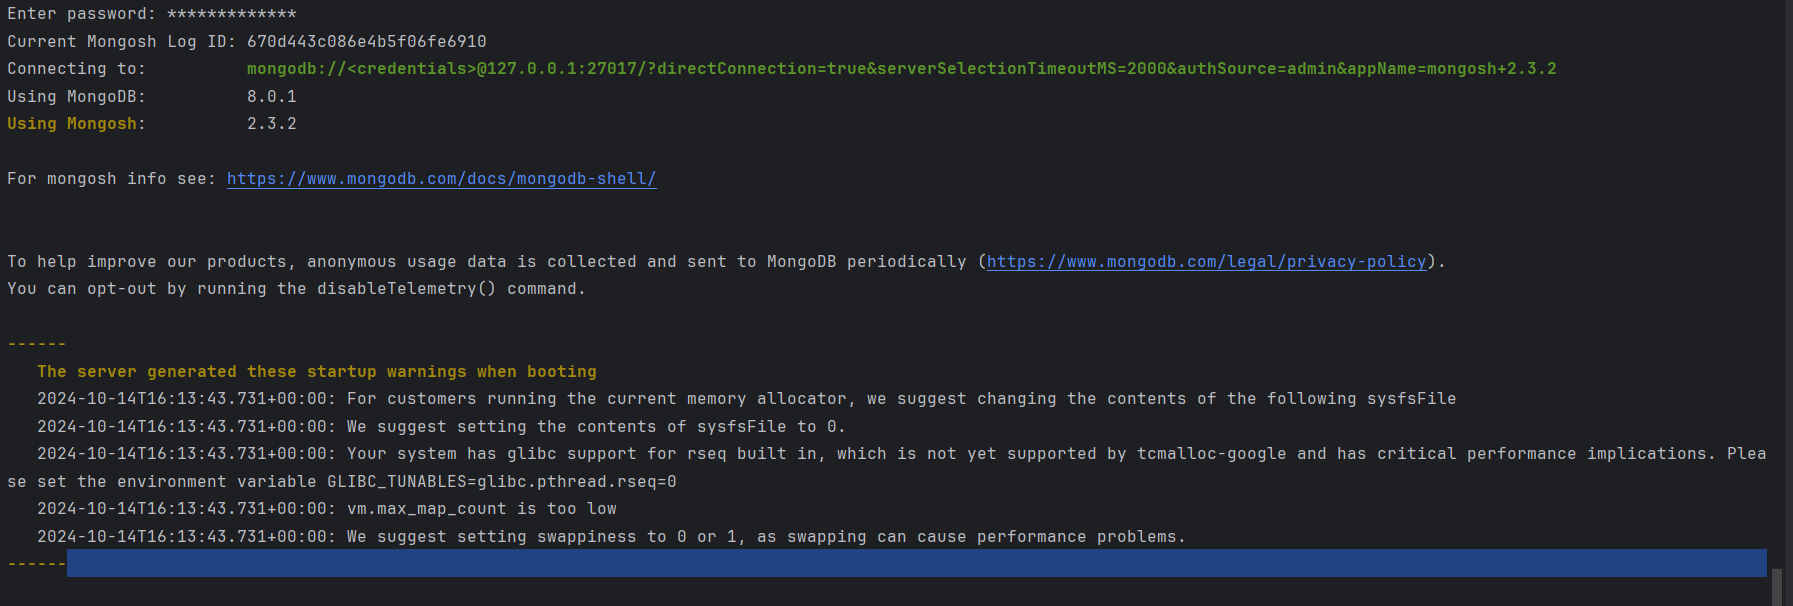 Enter password: *************
Current Mongosh Log ID: 670d443c086e4b5f06fe6910
Connecting to:          mongodb://<credentials>@127.0.0.1:27017/?directConnection=true&serverSelectionTimeoutMS=2000&authSource=admin&appName=mongosh+2.3.2
Using MongoDB:          8.0.1
Using Mongosh:          2.3.2
For mongosh info see: https://www.mongodb.com/docs/mongodb-shell/
To help improve our products, anonymous usage data is collected and sent to MongoDB periodically (https://www.mongodb.com/legal/privacy-policy).
You can opt-out by running the disableTelemetry() command.
------
   The server generated these startup warnings when booting
   2024-10-14T16:13:43.731+00:00: For customers running the current memory allocator, we suggest changing the contents of the following sysfsFile
   2024-10-14T16:13:43.731+00:00: We suggest setting the contents of sysfsFile to 0.
   2024-10-14T16:13:43.731+00:00: Your system has glibc support for rseq built in, which is not yet supported by tcmalloc-google and has critical performance implications. Plea
se set the environment variable GLIBC_TUNABLES=glibc.pthread.rseq=0
   2024-10-14T16:13:43.731+00:00: vm.max_map_count is too low
   2024-10-14T16:13:43.731+00:00: We suggest setting swappiness to 0 or 1, as swapping can cause performance problems.
------